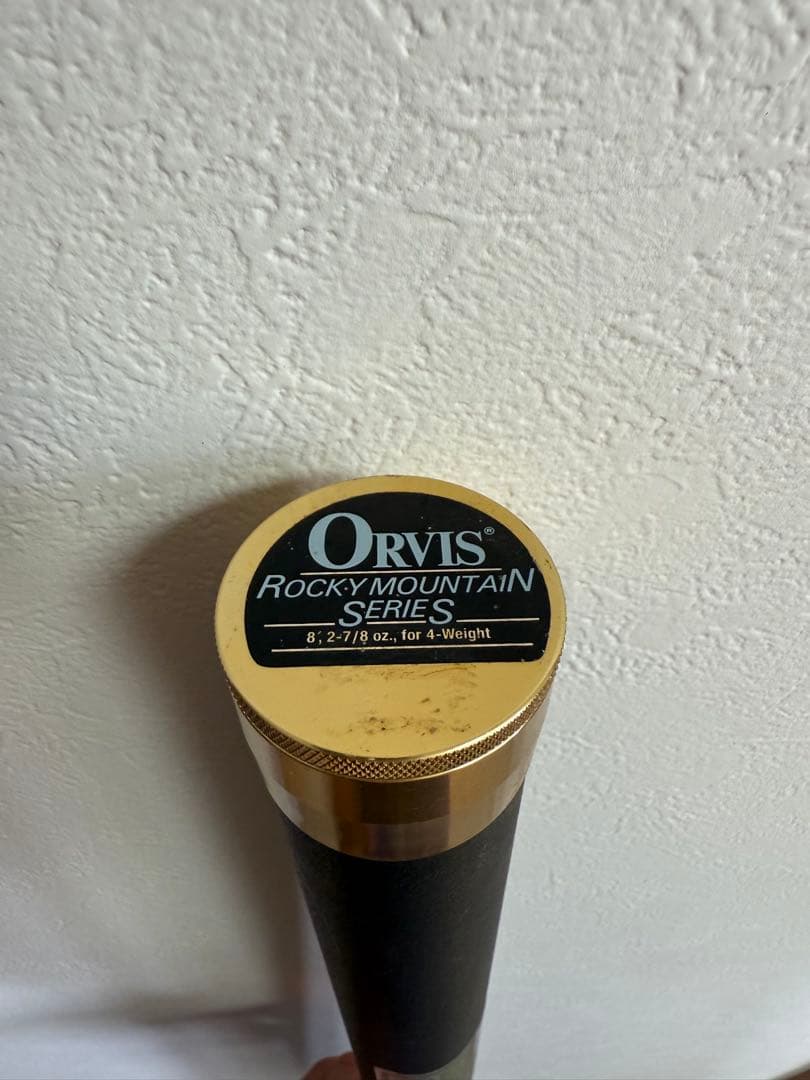 ORVIS®
ROCKY MOUNTAIN
SERIES
8', 2-7/8 oz., for 4-Weight